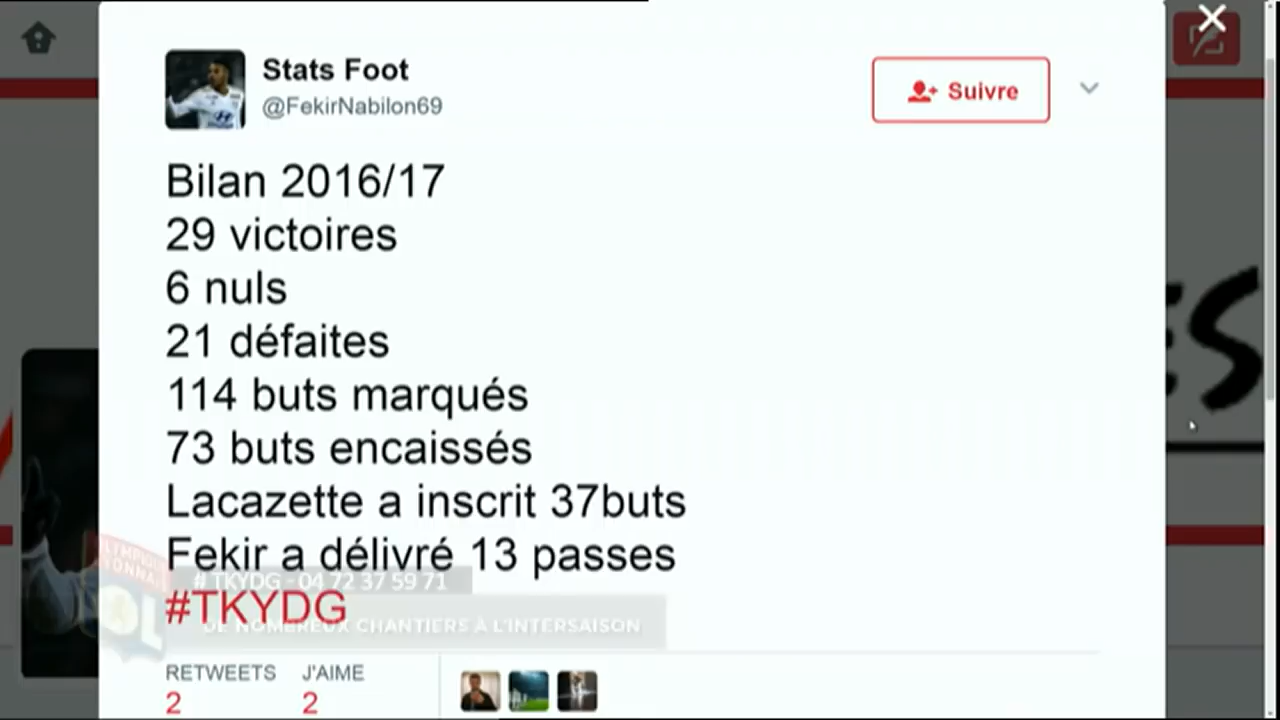 Stats Foot
@FekirNabilon69
Suivre
Bilan 2016/17
29 victoires
6 nuls
21 défaites
114 buts marqués
73 buts encaissés
Lacazette a inscrit 37buts
Fekir a délivré 13 passes
# TKYDG - 04 72 37 59 71
#TKYDG
DE NOMBREUX CHANTIERS À L'INTERSAISON
OL
RETWEETS J'AIME
2 2